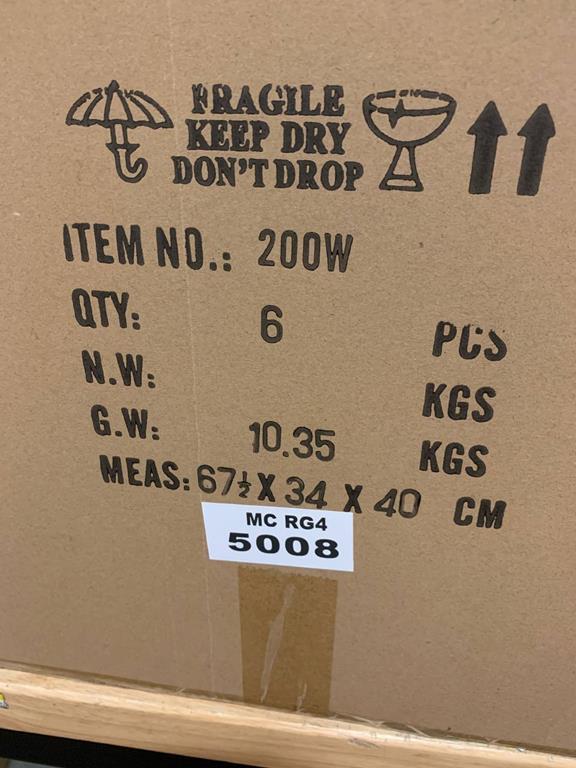 FRAGILE
KEEP DRY
DON'T DROP
ITEM NO.: 200W
QTY: 6 PCS
N.W: KGS
G.W: 10.35 KGS
MEAS: 67½ X 34 X 40 CM
MC RG4
5008